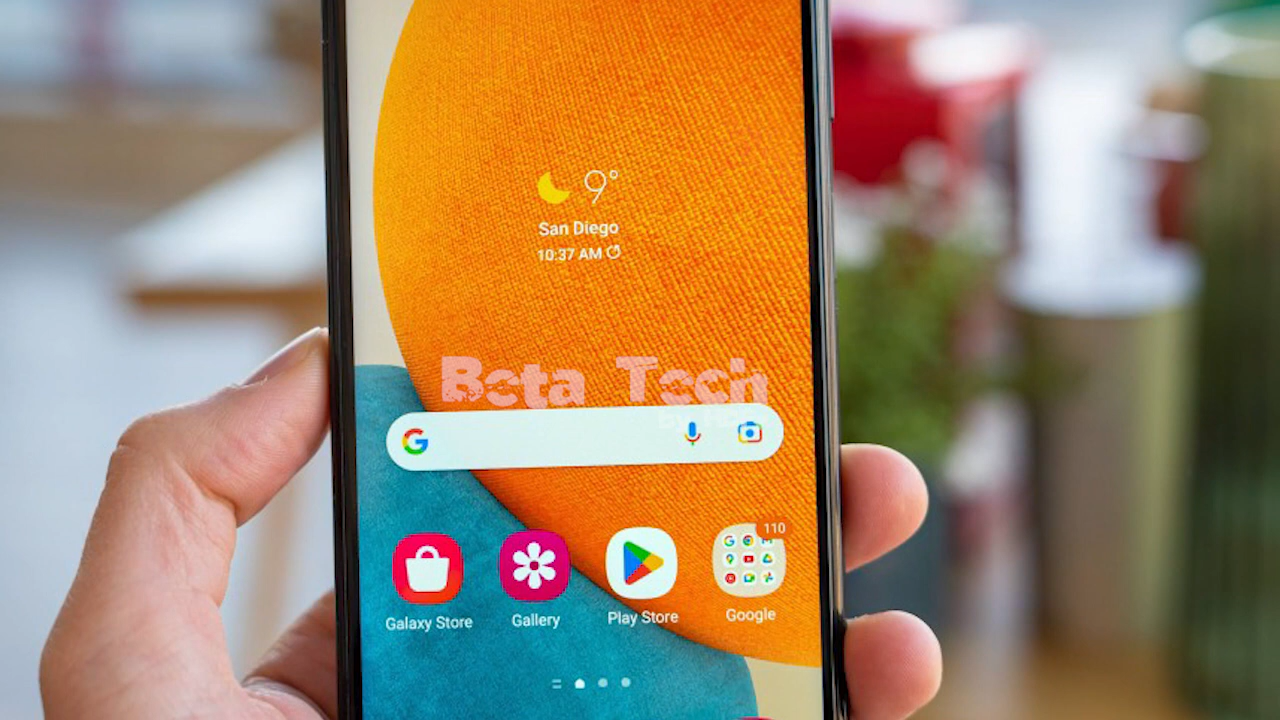 9°
San Diego
10:37 AM
Beta Tech
G
110
Galaxy Store
Gallery
Play Store
Google